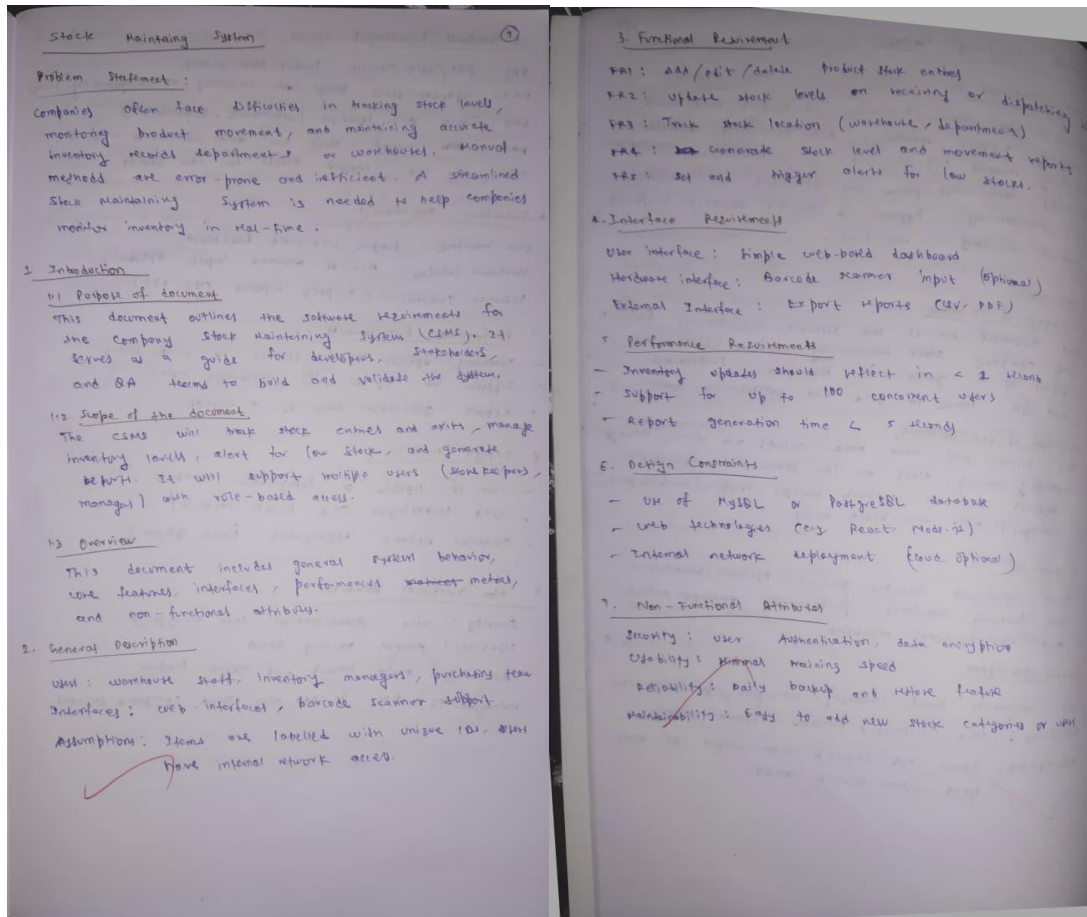 Stock Maintaing System
Problem Statement :
Companies often face difficulties in tracking stock levels,
monitoring product movement, and maintaining accurate
inventory records departments or warehouses. Manual
methods are error-prone and inefficient. A streamlined
Stock Maintaining System is needed to help companies
monitor inventory in real-time.
1 Introduction
1.1 Purpose of document
This document outlines the software requirements for
the company Stock Maintaining System (CSMS). It
serves as a guide for developers, stakeholders,
and QA teams to build and validate the system.
1.2 Scope of the document
The CSMS will track stock entries and exits, manage
inventory levels, alert for low stock, and generate
reports. It will support multiple users (store keepers,
managers) with role-based access.
1.3 Overview
This document includes general system behavior,
core features, interfaces, performances metrics,
and non-functional attributes.
2. General Description
Users : warehouse staff, Inventory managers, purchasing team
Interfaces : web interfaces, barcode scanner support
Assumptions : Items are labelled with unique IDs.
have internal network access.
3. Functional Requirement
FR1 : Add/edit/delete product stock entries
FR2 : update stock levels on receiving or dispatching
FR3 : Track stock location (warehouse, department)
FR4 : Generate stock level and movement reports
FR5 : set and trigger alerts for low stocks.
4. Interface Requirements
User interface : Simple web-based dashboard
Hardware interface : Barcode scanner input (optional)
External Interface : Export reports (CSV, PDF)
5. Performance Requirements
- Inventory updates should reflect in < 2 seconds
- Support for up to 100 concurrent users
- Report generation time < 5 seconds
6. Design Constraints
- Use of MySQL or PostgreSQL database
- web technologies (e.g. React, Node.js)
- Internal network deployment (cloud optional)
7. Non-Functional Attributes
Security : user Authentication, data encryption
Usability : Minimal training speed
Reliability : Daily backup and restore feature
Maintainability : Easy to add new stock categories or